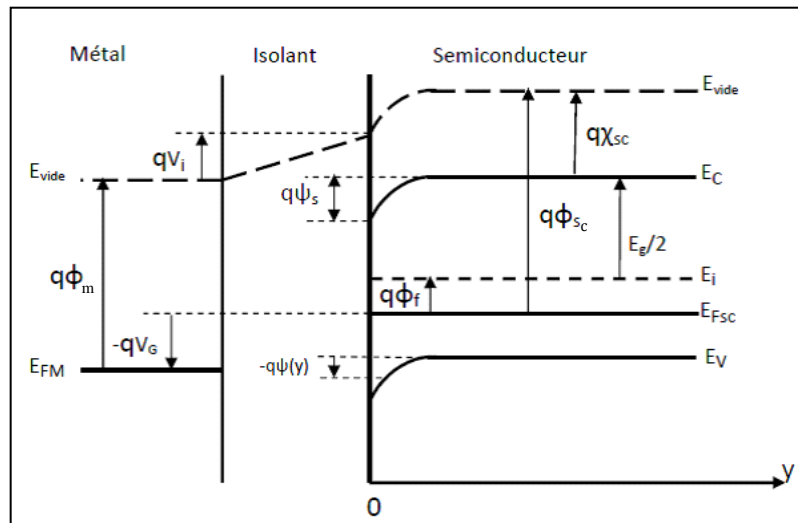 Métal Isolant Semiconducteur
E_vide
qV_i
qχ_sc
E_vide
qψ_s
E_C
qϕ_sc
E_g/2
qϕ_m
E_i
qϕ_f
-qV_G
E_Fsc
E_FM
-qψ(y)
E_V
y
0